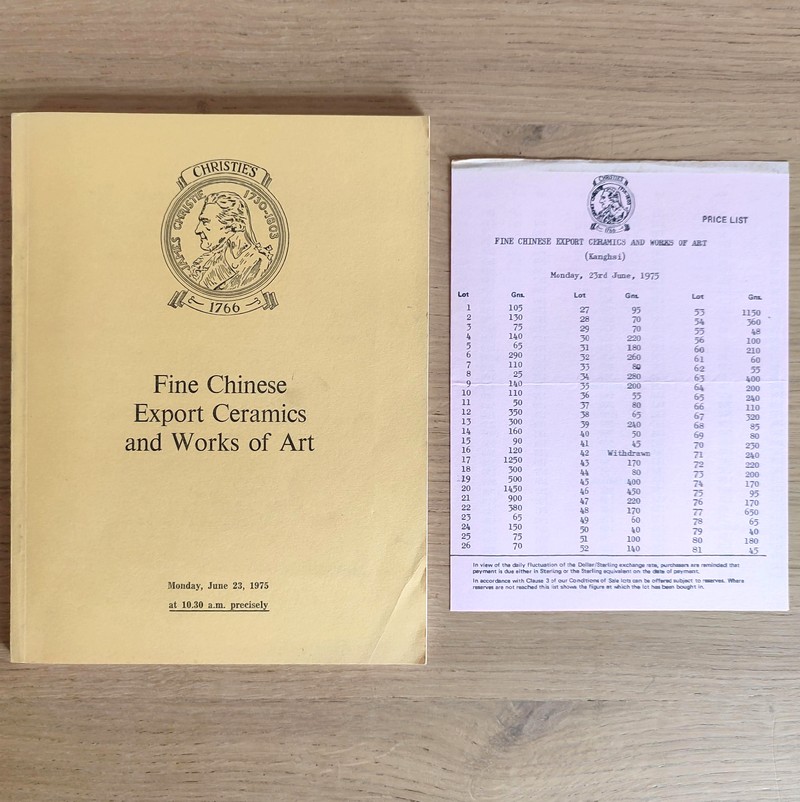 CHRISTIE'S
JAMES CHRISTIE 1730-1803
1766
Fine Chinese
Export Ceramics
and Works of Art
Monday, June 23, 1975
at 10.30 a.m. precisely
CHRISTIE'S
1766
PRICE LIST
FINE CHINESE EXPORT CERAMICS AND WORKS OF ART
(Kanghsi)
Monday, 23rd June, 1975
Lot Gns. Lot Gns. Lot Gns.
1 105 27 95 53 1150
2 130 28 70 54 360
3 75 29 70 55 48
4 140 30 220 56 100
5 65 31 180 60 210
6 290 32 260 61 60
7 110 33 80 62 55
8 25 34 280 63 400
9 140 35 200 64 200
10 110 36 55 65 240
11 50 37 80 66 110
12 350 38 65 67 320
13 300 39 240 68 85
14 160 40 50 69 80
15 90 41 45 70 230
16 120 42 Withdrawn 71 240
17 1250 43 170 72 220
18 300 44 80 73 200
19 500 45 400 74 170
20 1450 46 450 75 95
21 900 47 220 76 170
22 380 48 170 77 650
23 65 49 60 78 65
24 150 50 40 79 40
25 75 51 100 80 180
26 70 52 140 81 45
In view of the daily fluctuation of the Dollar/Sterling exchange rate, purchasers are reminded that
payment is due either in Sterling or the Sterling equivalent on the date of payment.
In accordance with Clause 3 of our Conditions of Sale lots can be offered subject to reserves. Where
reserves are not reached this list shows the figure at which the lot has been bought in.